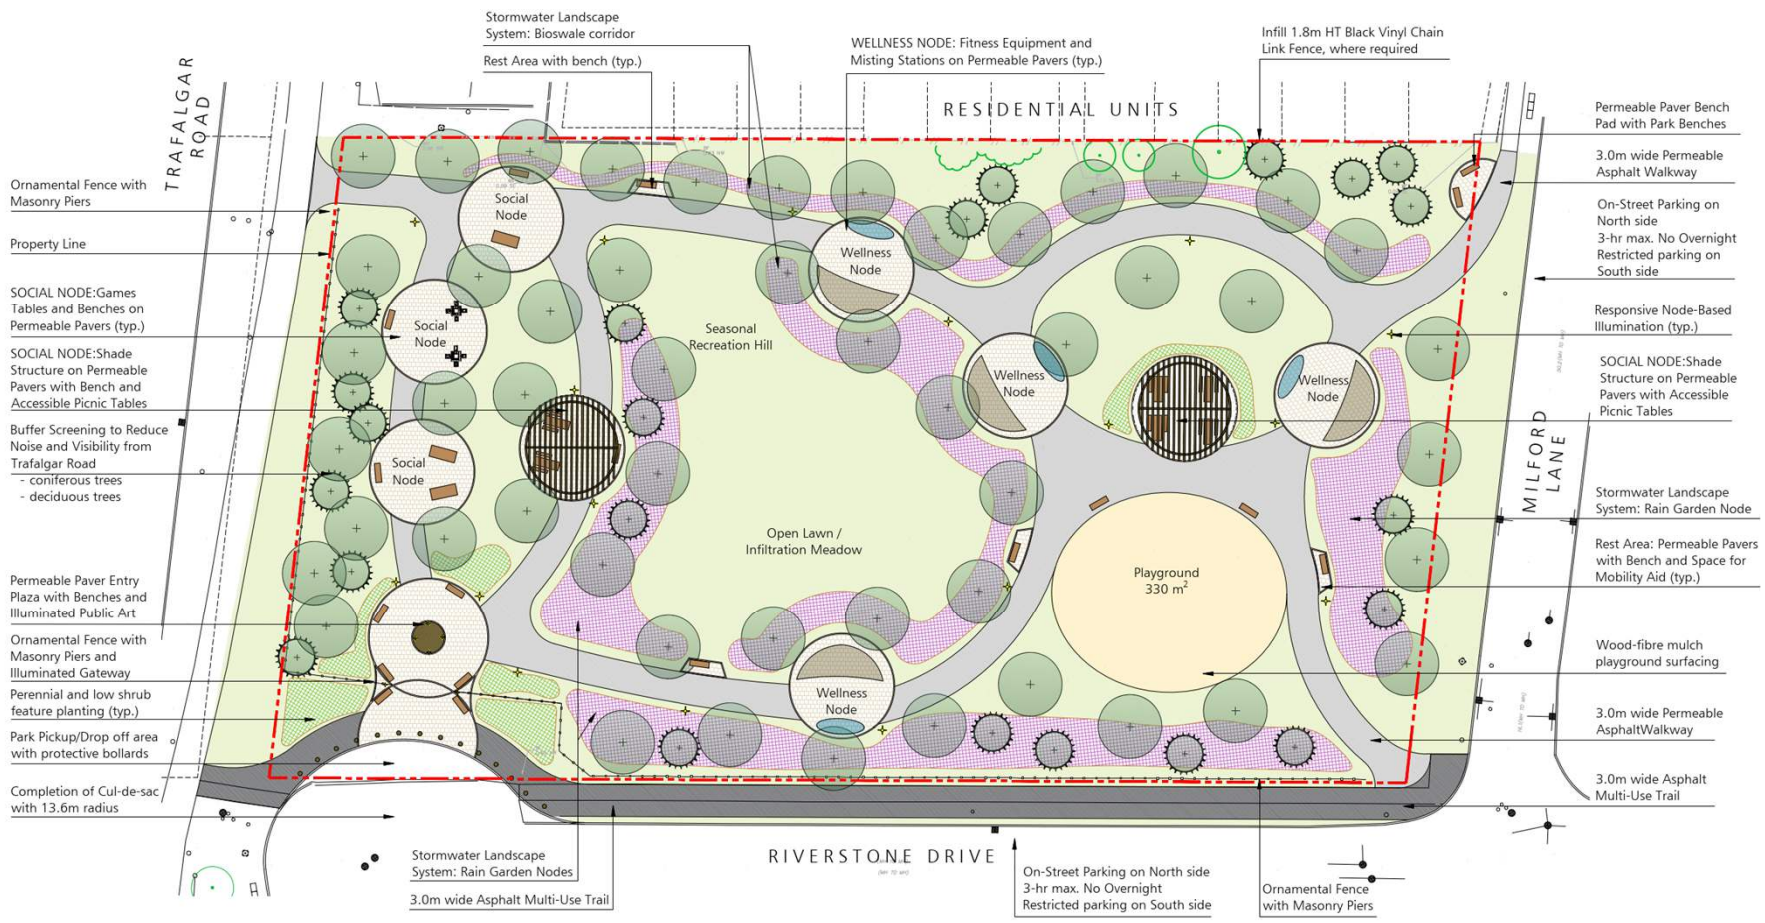 Stormwater Landscape
System: Bioswale corridor
Rest Area with bench (typ.)
WELLNESS NODE: Fitness Equipment and
Misting Stations on Permeable Pavers (typ.)
Infill 1.8m HT Black Vinyl Chain
Link Fence, where required
TRAFALGAR
ROAD
RESIDENTIAL UNITS
Ornamental Fence with
Masonry Piers
Property Line
SOCIAL NODE:Games
Tables and Benches on
Permeable Pavers (typ.)
SOCIAL NODE:Shade
Structure on Permeable
Pavers with Bench and
Accessible Picnic Tables
Buffer Screening to Reduce
Noise and Visibility from
Trafalgar Road
- coniferous trees
- deciduous trees
Permeable Paver Entry
Plaza with Benches and
Illuminated Public Art
Ornamental Fence with
Masonry Piers and
Illuminated Gateway
Perennial and low shrub
feature planting (typ.)
Park Pickup/Drop off area
with protective bollards
Completion of Cul-de-sac
with 13.6m radius
Social
Node
Social
Node
Social
Node
Wellness
Node
Seasonal
Recreation Hill
Wellness
Node
Wellness
Node
Open Lawn /
Infiltration Meadow
Playground
330 m²
Wellness
Node
Permeable Paver Bench
Pad with Park Benches
3.0m wide Permeable
Asphalt Walkway
On-Street Parking on
North side
3-hr max. No Overnight
Restricted parking on
South side
Responsive Node-Based
Illumination (typ.)
SOCIAL NODE:Shade
Structure on Permeable
Pavers with Accessible
Picnic Tables
MILFORD
LANE
Stormwater Landscape
System: Rain Garden Node
Rest Area: Permeable Pavers
with Bench and Space for
Mobility Aid (typ.)
Wood-fibre mulch
playground surfacing
3.0m wide Permeable
AsphaltWalkway
3.0m wide Asphalt
Multi-Use Trail
Stormwater Landscape
System: Rain Garden Nodes
3.0m wide Asphalt Multi-Use Trail
RIVERSTONE DRIVE
On-Street Parking on North side
3-hr max. No Overnight
Restricted parking on South side
Ornamental Fence
with Masonry Piers